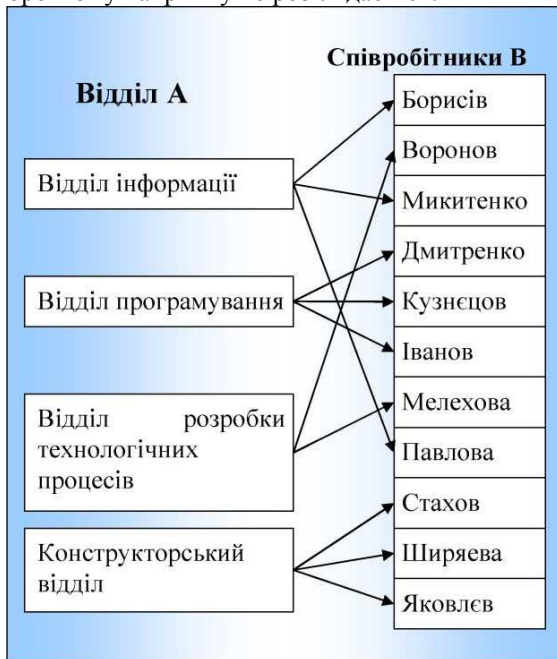 Співробітники В
Відділ А
Борисів
Воронов
Відділ інформації
Микитенко
Дмитренко
Відділ програмування
Кузнєцов
Іванов
Мелехова
Відділ розробки
технологічних
процесів
Павлова
Стахов
Конструкторський
відділ
Ширяева
Яковлєв